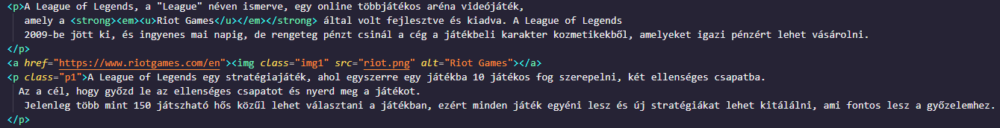 <p>A League of Legends, a "League" néven ismerve, egy online többjátékos aréna videójáték,
amely a <strong><em><u>Riot Games</u></em></strong> által volt fejlesztve és kiadva. A League of Legends
2009-be jött ki, és ingyenes mai napig, de rengeteg pénzt csinál a cég a játékbeli karakter kozmetikekből, amelyeket igazi pénzért lehet vásárolni.
</p>
<a href="https://www.riotgames.com/en"><img class="img1" src="riot.png" alt="Riot Games"></a>
<p class="p1">A League of Legends egy stratégiajáték, ahol egyszerre egy játékba 10 játékos fog szerepelni, két ellenséges csapatba.
Az a cél, hogy győzd le az ellenséges csapatot és nyerd meg a játékot.
Jelenleg több mint 150 játszható hős közűl lehet választani a játékban, ezért minden játék egyéni lesz és új stratégiákat lehet kitálálni, ami fontos lesz a győzelemhez.
</p>